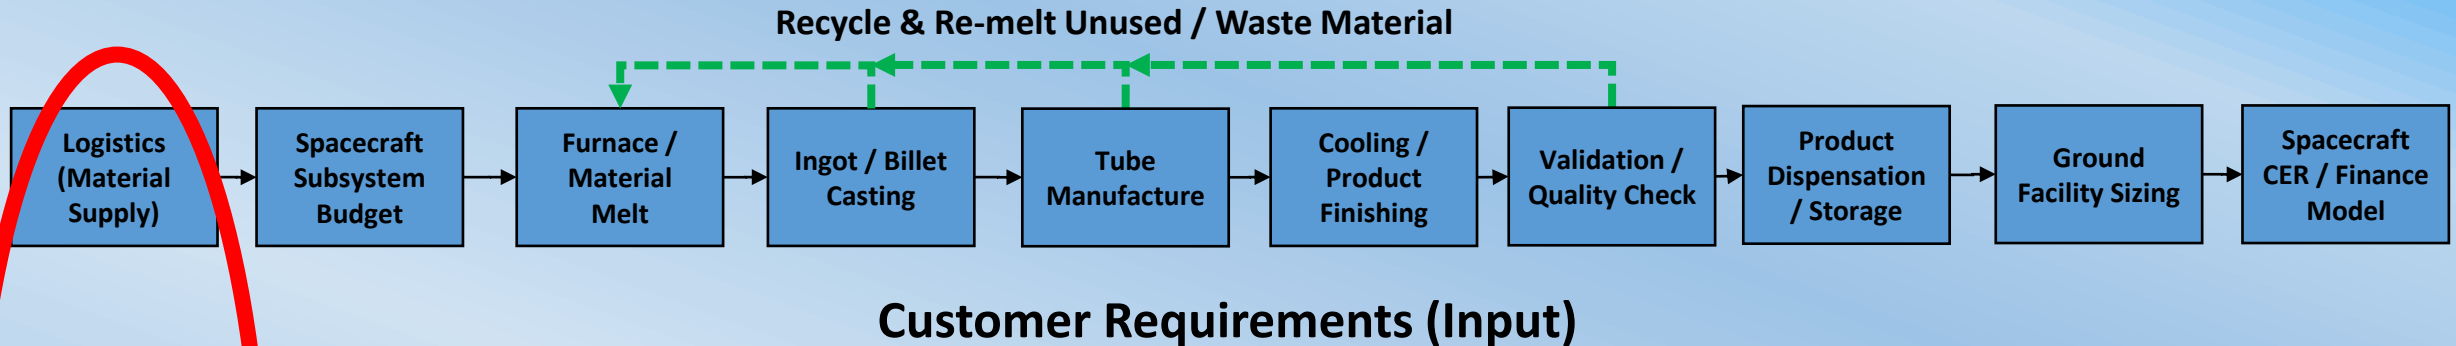 Recycle & Re-melt Unused / Waste Material
Logistics
(Material
Supply)
Spacecraft
Subsystem
Budget
Furnace /
Material
Melt
Ingot / Billet
Casting
Tube
Manufacture
Cooling /
Product
Finishing
Validation /
Quality Check
Product
Dispensation
/ Storage
Ground
Facility Sizing
Spacecraft
CER / Finance
Model
Customer Requirements (Input)